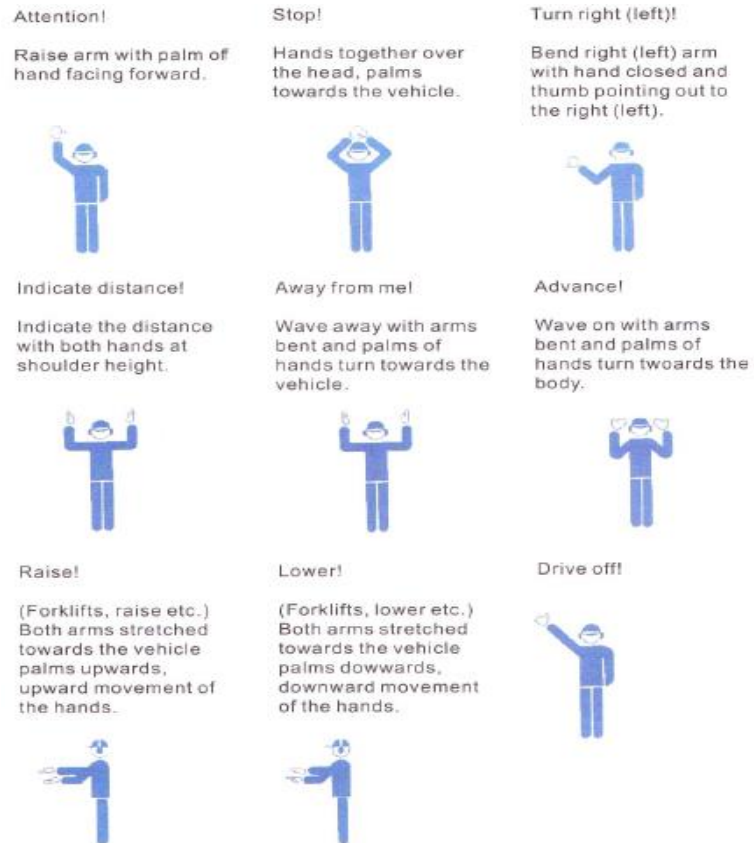 Attention!
Raise arm with palm of
hand facing forward.
Stop!
Hands together over
the head, palms
towards the vehicle.
Turn right (left)!
Bend right (left) arm
with hand closed and
thumb pointing out to
the right (left).
Indicate distance!
Indicate the distance
with both hands at
shoulder height.
Away from me!
Wave away with arms
bent and palms of
hands turn towards the
vehicle.
Advance!
Wave on with arms
bent and palms of
hands turn twoards the
body.
Raise!
(Forklifts, raise etc.)
Both arms stretched
towards the vehicle
palms upwards,
upward movement of
the hands.
Lower!
(Forklifts, lower etc.)
Both arms stretched
towards the vehicle
palms dowwards,
downward movement
of the hands.
Drive off!